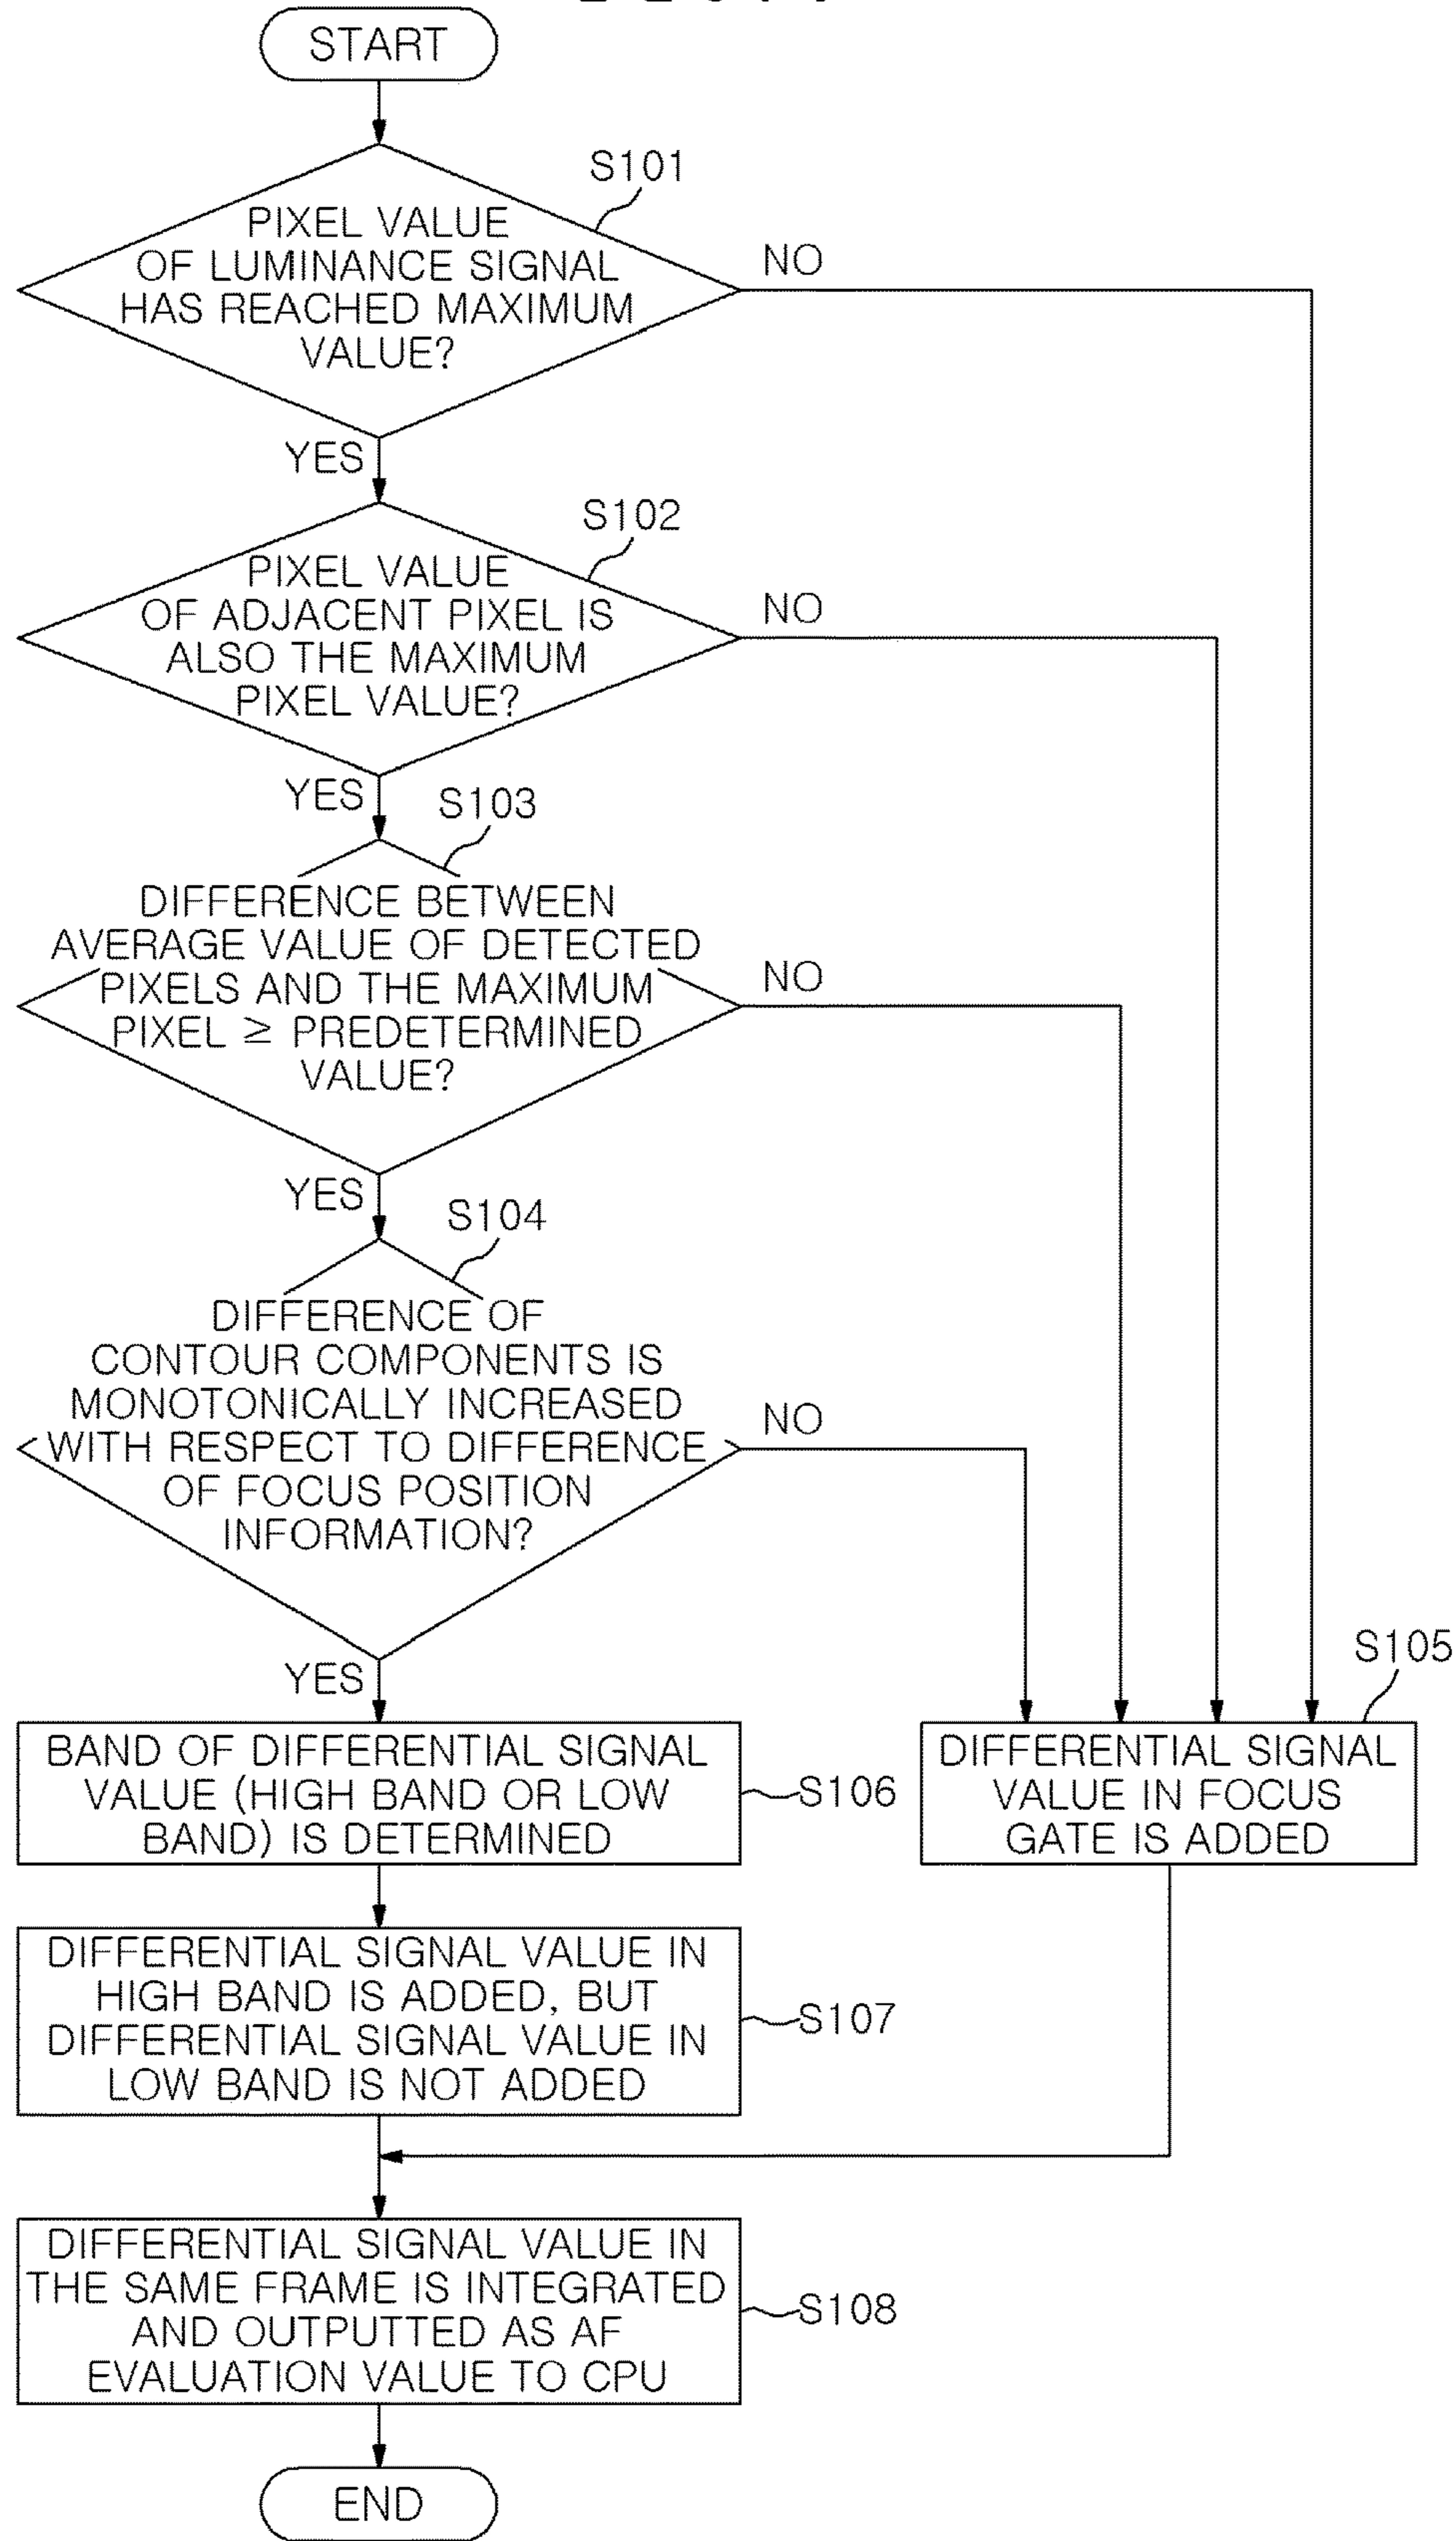 START
S101
PIXEL VALUE
OF LUMINANCE SIGNAL
HAS REACHED MAXIMUM
VALUE?
NO
YES
S102
PIXEL VALUE
OF ADJACENT PIXEL IS
ALSO THE MAXIMUM
PIXEL VALUE?
NO
YES
S103
DIFFERENCE BETWEEN
AVERAGE VALUE OF DETECTED
PIXELS AND THE MAXIMUM
PIXEL ≥ PREDETERMINED
VALUE?
NO
YES
S104
DIFFERENCE OF
CONTOUR COMPONENTS IS
MONOTONICALLY INCREASED
WITH RESPECT TO DIFFERENCE
OF FOCUS POSITION
INFORMATION?
NO
YES
S105
DIFFERENTIAL SIGNAL
VALUE IN FOCUS
GATE IS ADDED
BAND OF DIFFERENTIAL SIGNAL
VALUE (HIGH BAND OR LOW
BAND) IS DETERMINED
S106
DIFFERENTIAL SIGNAL VALUE IN
HIGH BAND IS ADDED, BUT
DIFFERENTIAL SIGNAL VALUE IN
LOW BAND IS NOT ADDED
S107
DIFFERENTIAL SIGNAL VALUE IN
THE SAME FRAME IS INTEGRATED
AND OUTPUTTED AS AF
EVALUATION VALUE TO CPU
S108
END